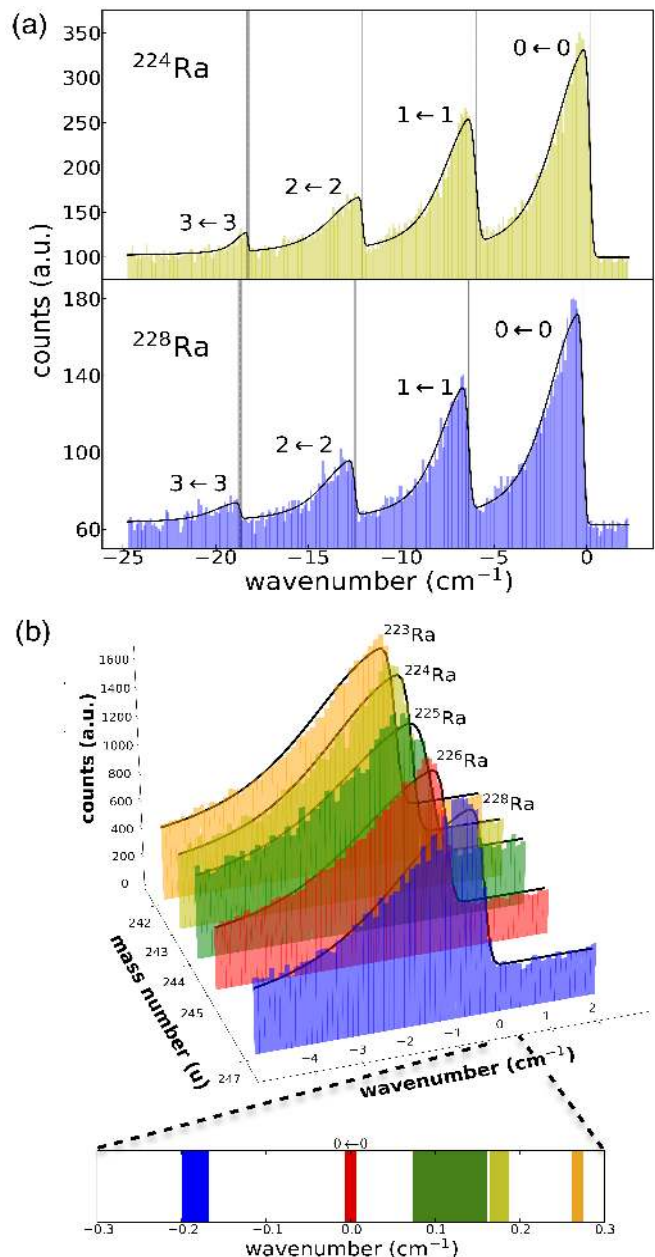 (a)
350
²²⁴Ra
0 ← 0
300
250
1 ← 1
200
2 ← 2
150
3 ← 3
100
counts (a.u.)
180
²²⁸Ra
0 ← 0
140
1 ← 1
100
2 ← 2
3 ← 3
60
−25 −20 −15 −10 −5 0
wavenumber (cm⁻¹)
(b)
²²³Ra
²²⁴Ra
²²⁵Ra
²²⁶Ra
²²⁸Ra
1600
1400
1200
1000
800
600
400
200
0
counts (a.u.)
242
243
244
245
247
mass number (u)
−4 −3 −2 −1 0 1 2
wavenumber (cm⁻¹)
0←0
−0.3 −0.2 −0.1 0.0 0.1 0.2 0.3
wavenumber (cm⁻¹)